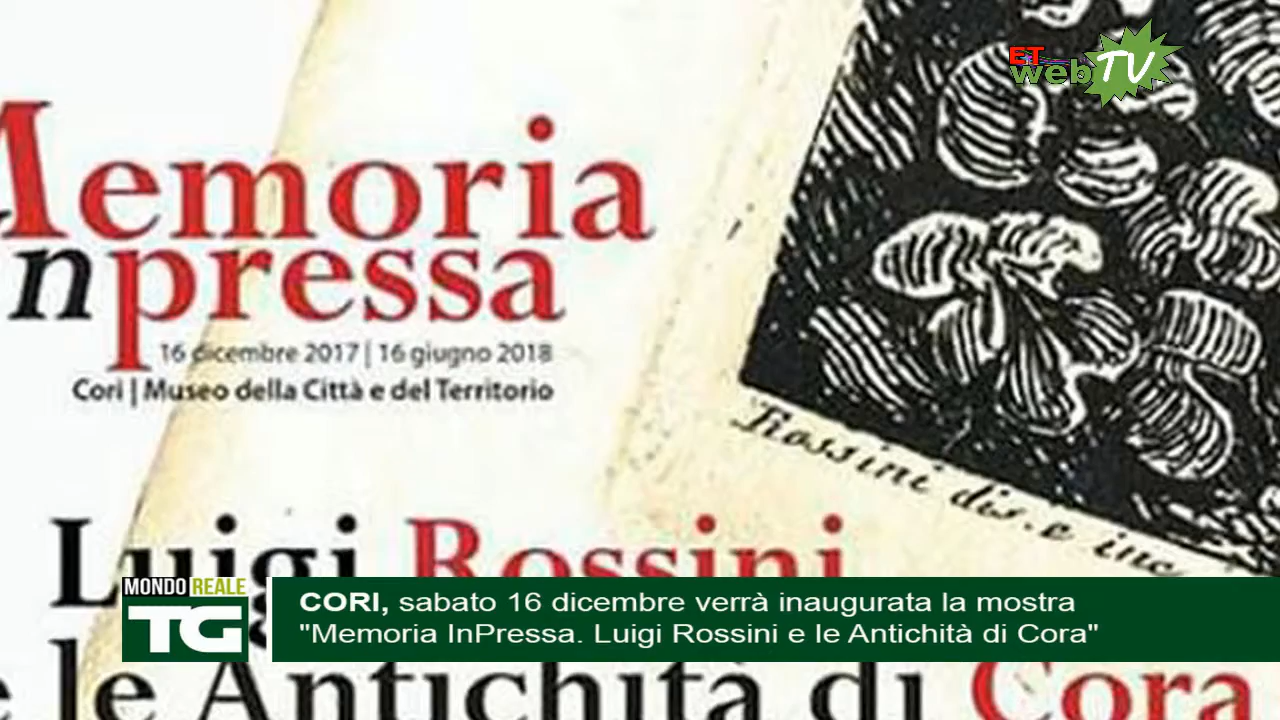 ET
webTV
Memoria
inpressa
16 dicembre 2017 | 16 giugno 2018
Cori | Museo della Città e del Territorio
Rossini dis. e inc
Luigi Rossini
e le Antichità di Cora
MONDO REALE
TG
CORI, sabato 16 dicembre verrà inaugurata la mostra
"Memoria InPressa. Luigi Rossini e le Antichità di Cora"